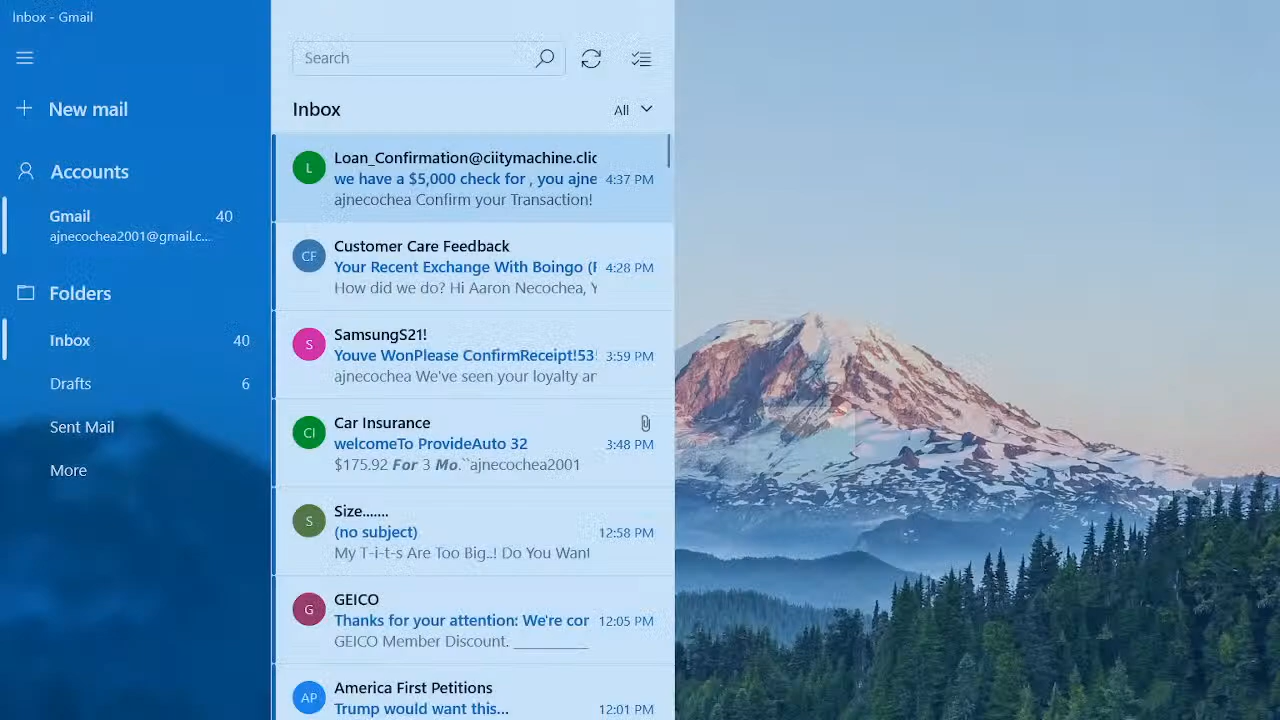 Inbox - Gmail
New mail
Accounts
Gmail 40
ajnecochea2001@gmail.c...
Folders
Inbox 40
Drafts 6
Sent Mail
More
Search
Inbox
All
L
Loan_Confirmation@ciitymachine.clic
we have a $5,000 check for , you ajne 4:37 PM
ajnecochea Confirm your Transaction!
CF
Customer Care Feedback
Your Recent Exchange With Boingo (F 4:28 PM
How did we do? Hi Aaron Necochea, Y
S
SamsungS21!
Youve WonPlease ConfirmReceipt!53 3:59 PM
ajnecochea We've seen your loyalty an
CI
Car Insurance
welcomeTo ProvideAuto 32 3:48 PM
$175.92 For 3 Mo.``ajnecochea2001
S
Size.......
(no subject) 12:58 PM
My T-i-t-s Are Too Big..! Do You Want
G
GEICO
Thanks for your attention: We're cor 12:05 PM
GEICO Member Discount. __________
AP
America First Petitions
Trump would want this... 12:01 PM